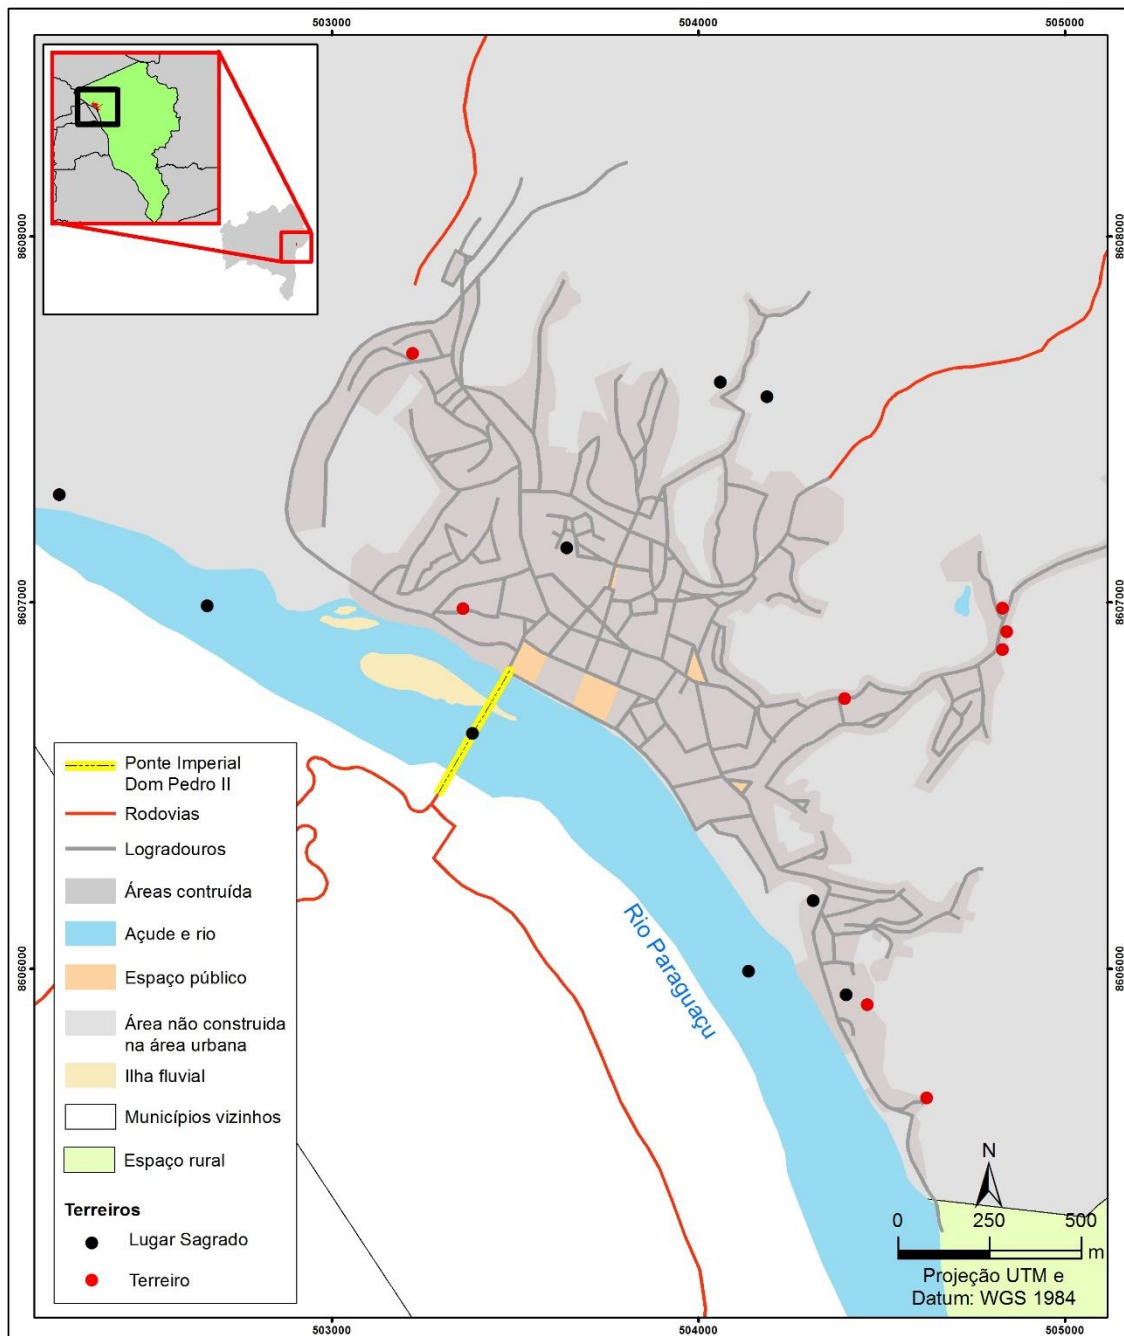 503000
504000
505000
8608000
8608000
8607000
8607000
8606000
8606000
Rio Paraguaçu
Ponte Imperial
Dom Pedro II
Rodovias
Logradouros
Áreas contruída
Açude e rio
Espaço público
Área não construida
na área urbana
Ilha fluvial
Municípios vizinhos
Espaço rural
Terreiros
Lugar Sagrado
Terreiro
N
0 250 500
m
Projeção UTM e
Datum: WGS 1984
503000
504000
505000